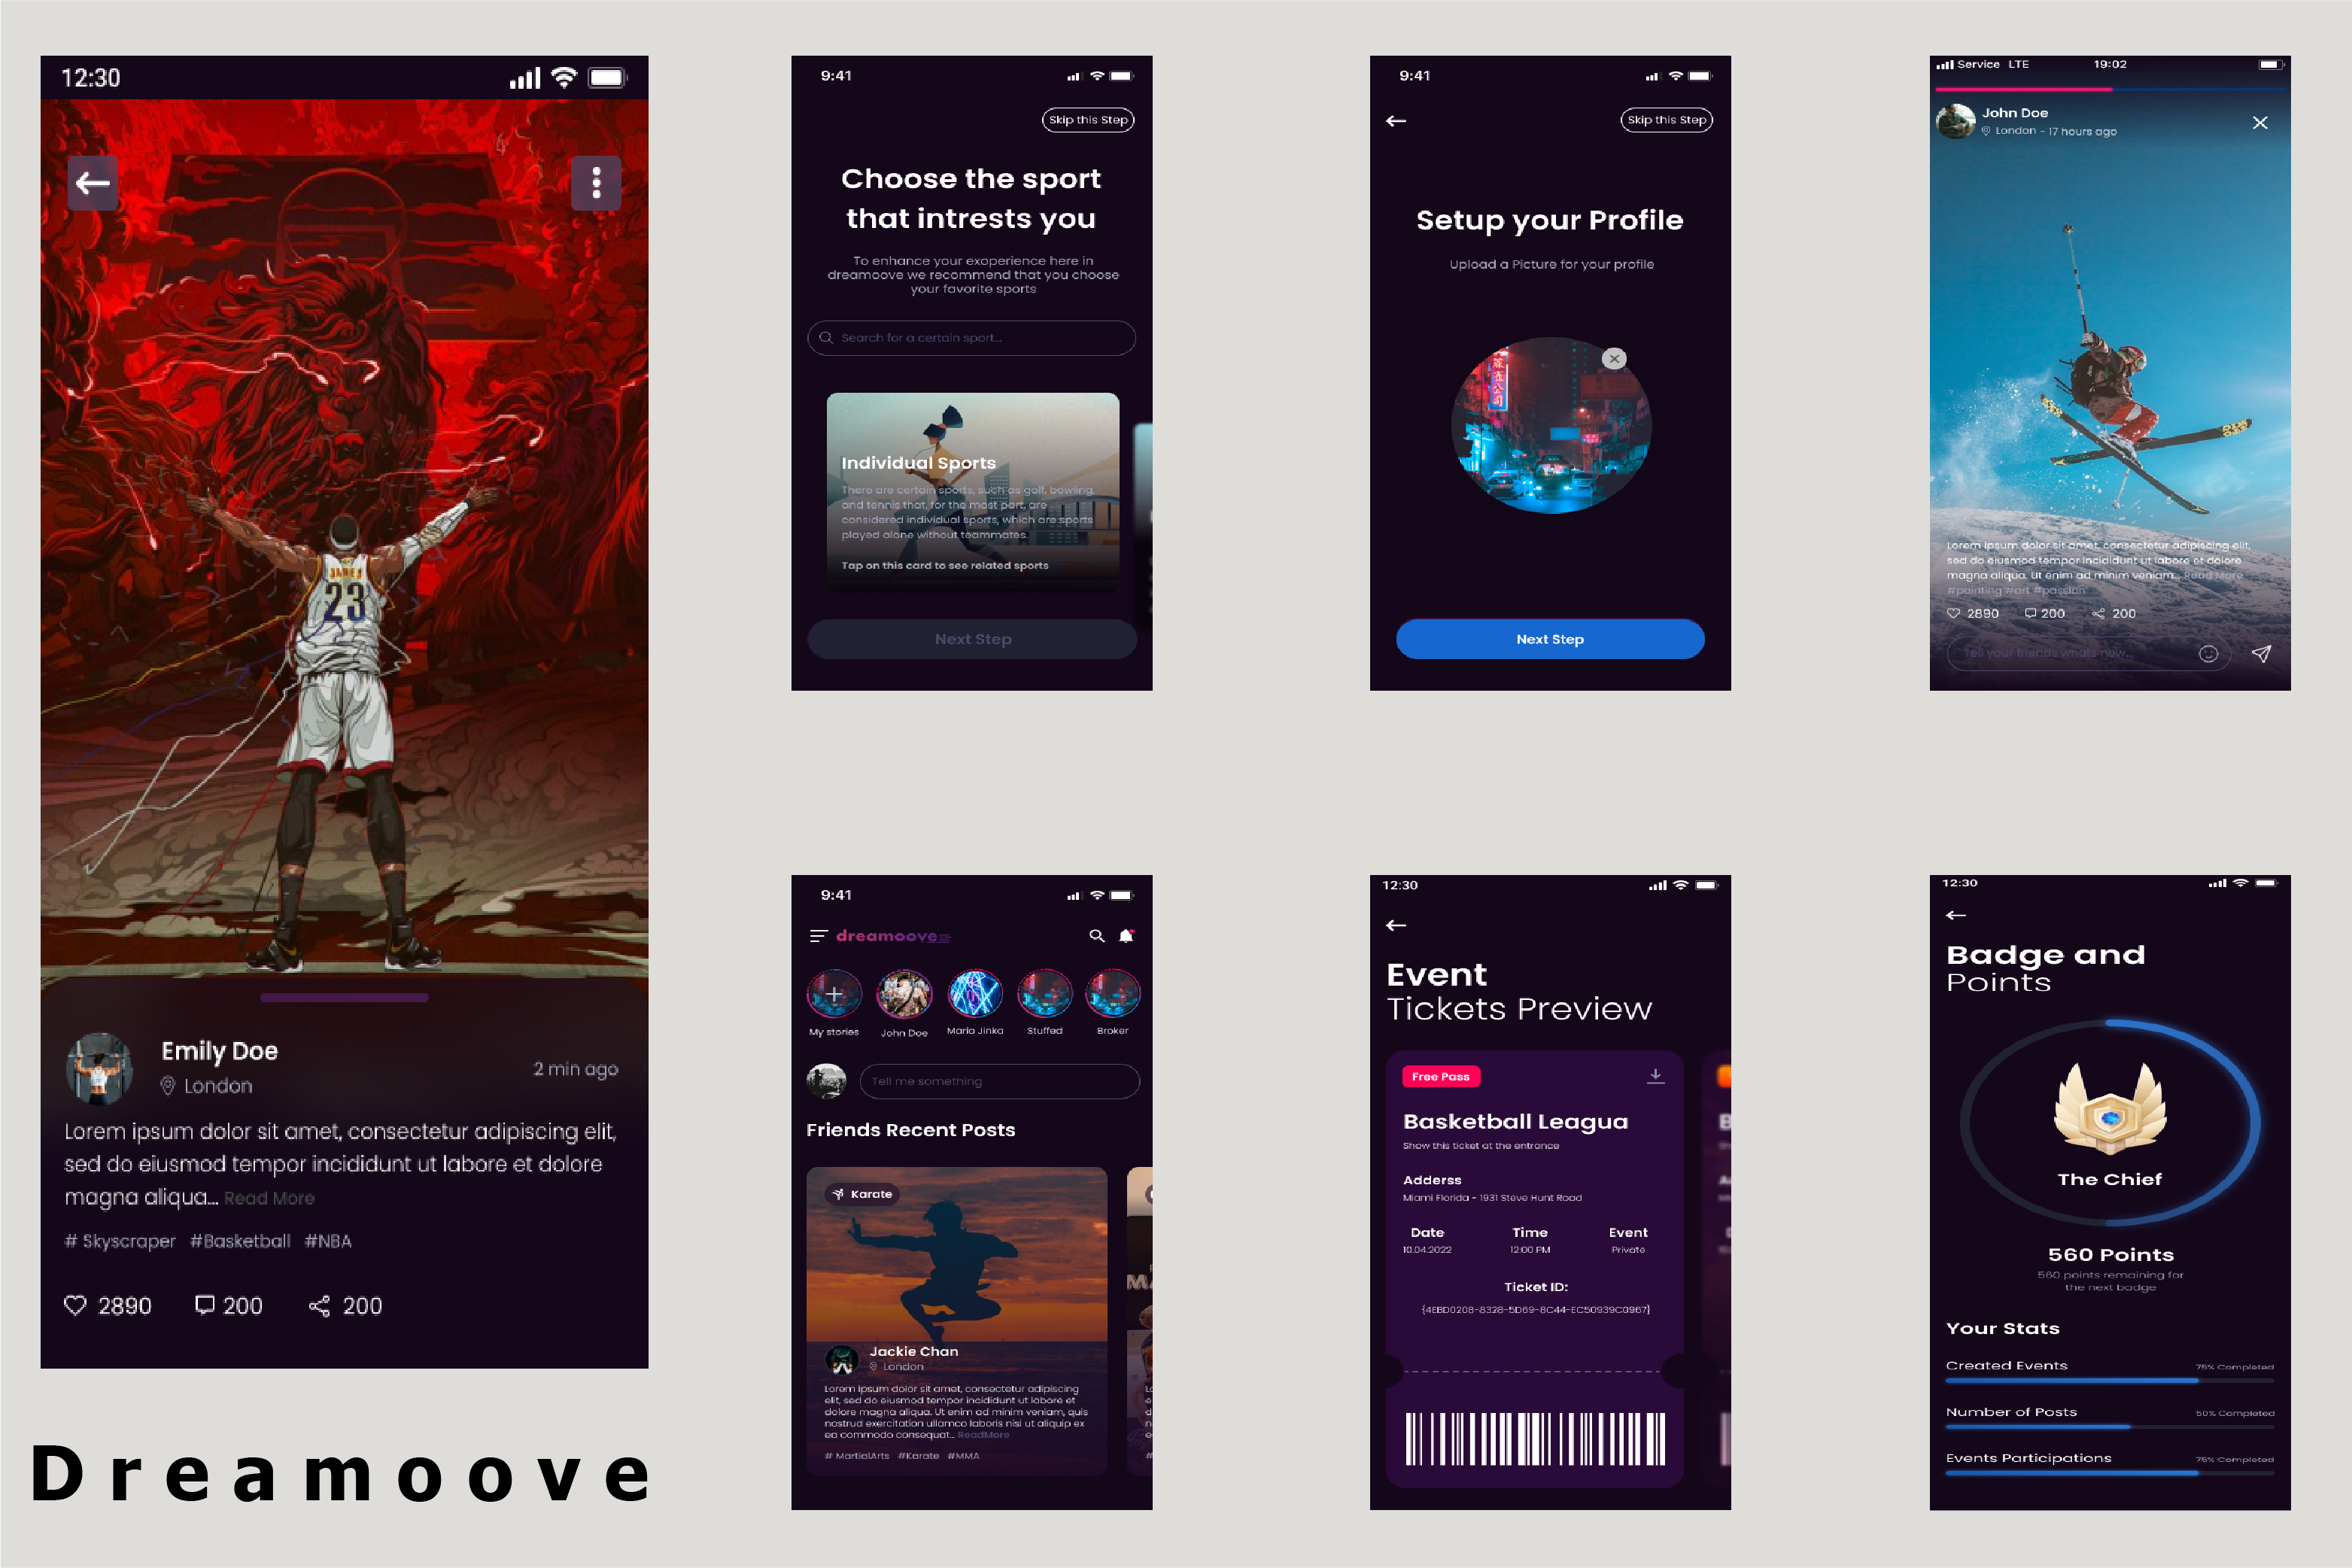 12:30
JAMES
23
Emily Doe
London
2 min ago
Lorem ipsum dolor sit amet, consectetur adipiscing elit,
sed do eiusmod tempor incididunt ut labore et dolore
magna aliqua... Read More
# Skyscraper #Basketball #NBA
2890 200 200
Dreamoove
9:41
Skip this Step
Choose the sport
that intrests you
To enhance your exoperience here in
dreamoove we recommend that you choose
your favorite sports
Search for a certain sport...
Individual Sports
There are certain sports, such as golf, bowling,
and tennis that, for the most part, are
considered individual sports, which are sports
played alone without teammates.
Tap on this card to see related sports
Next Step
9:41
Skip this Step
Setup your Profile
Upload a Picture for your profile
公司
Next Step
Service LTE 19:02
John Doe
London - 17 hours ago
Lorem ipsum dolor sit amet, consectetur adipiscing elit,
sed do eiusmod tempor incididunt ut labore et dolore
magna aliqua. Ut enim ad minim veniam... Read More
#painting #art #passion
2890 200 200
Tell your friends whats new...
9:41
dreamoove
My stories John Doe Maria Jinka Stuffed Broker
Tell me something
Friends Recent Posts
Karate
Jackie Chan
London
Lorem ipsum dolor sit amet, consectetur adipiscing
elit, sed do eiusmod tempor incididunt ut labore et
dolore magna aliqua. Ut enim ad minim veniam, quis
nostrud exercitation ullamco laboris nisi ut aliquip ex
ea commodo consequat... ReadMore
# MartialArts #Karate #MMA
12:30
Event
Tickets Preview
Free Pass
Basketball Leagua
Show this ticket at the entrance
Adderss
Miami Florida - 1931 Steve Hunt Road
Date Time Event
10.04.2022 12:00 PM Private
Ticket ID:
{4EBD0208-8328-5D69-8C44-EC50939C0967}
12:30
Badge and
Points
The Chief
560 Points
560 points remaining for
the next badge
Your Stats
Created Events 75% Completed
Number of Posts 50% Completed
Events Participations 75% Completed